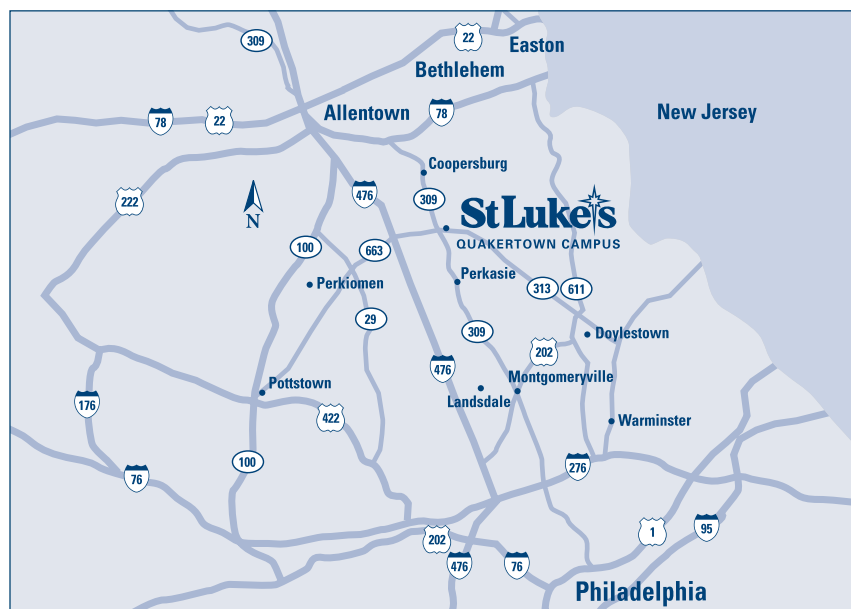 309
22
Easton
Bethlehem
Allentown
78
New Jersey
78
22
Coopersburg
476
222
309
StLuke's
QUAKERTOWN CAMPUS
N
100
663
Perkiomen
Perkasie
313
611
29
309
Doylestown
202
476
Pottstown
Montgomeryville
Landsdale
176
422
Warminster
100
276
76
202
1
95
476
76
Philadelphia